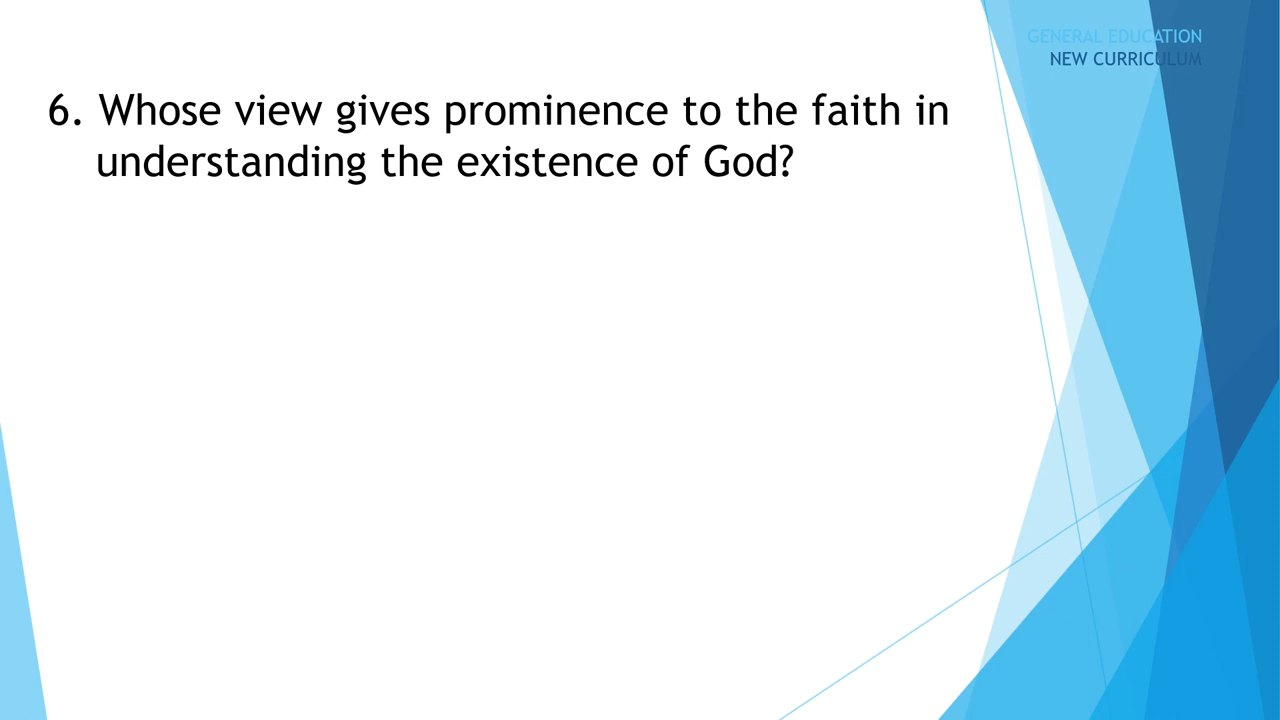 GENERAL EDUCATION
NEW CURRICULUM
6. Whose view gives prominence to the faith in
understanding the existence of God?